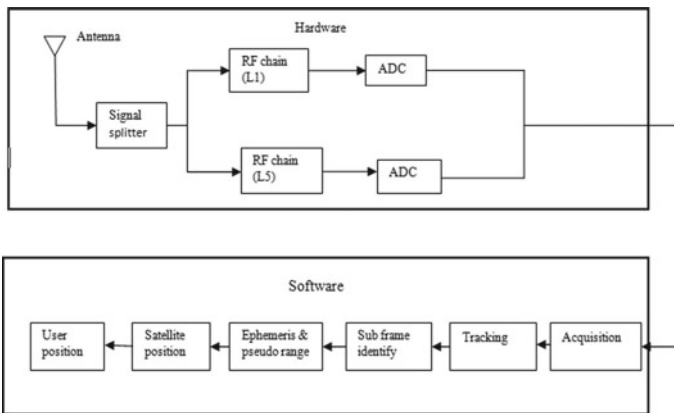 Hardware
Antenna
RF chain
(L1)
ADC
Signal
splitter
RF chain
(L5)
ADC
Software
User
position
Satellite
position
Ephemeris &
pseudo range
Sub frame
identify
Tracking
Acquisition